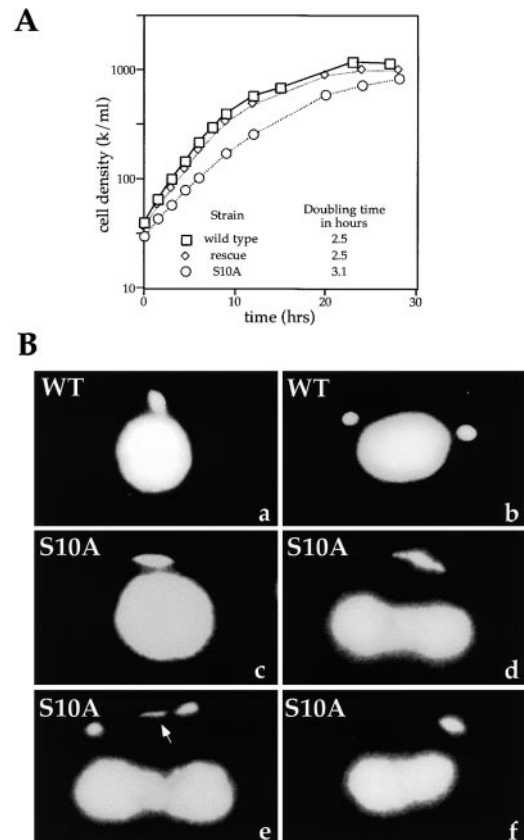 A
cell density (k/ml)
1000
100
10
Strain Doubling time in hours
wild type 2.5
rescue 2.5
S10A 3.1
0 10 20 30
time (hrs)
B
WT a
WT b
S10A c
S10A d
S10A e
S10A f